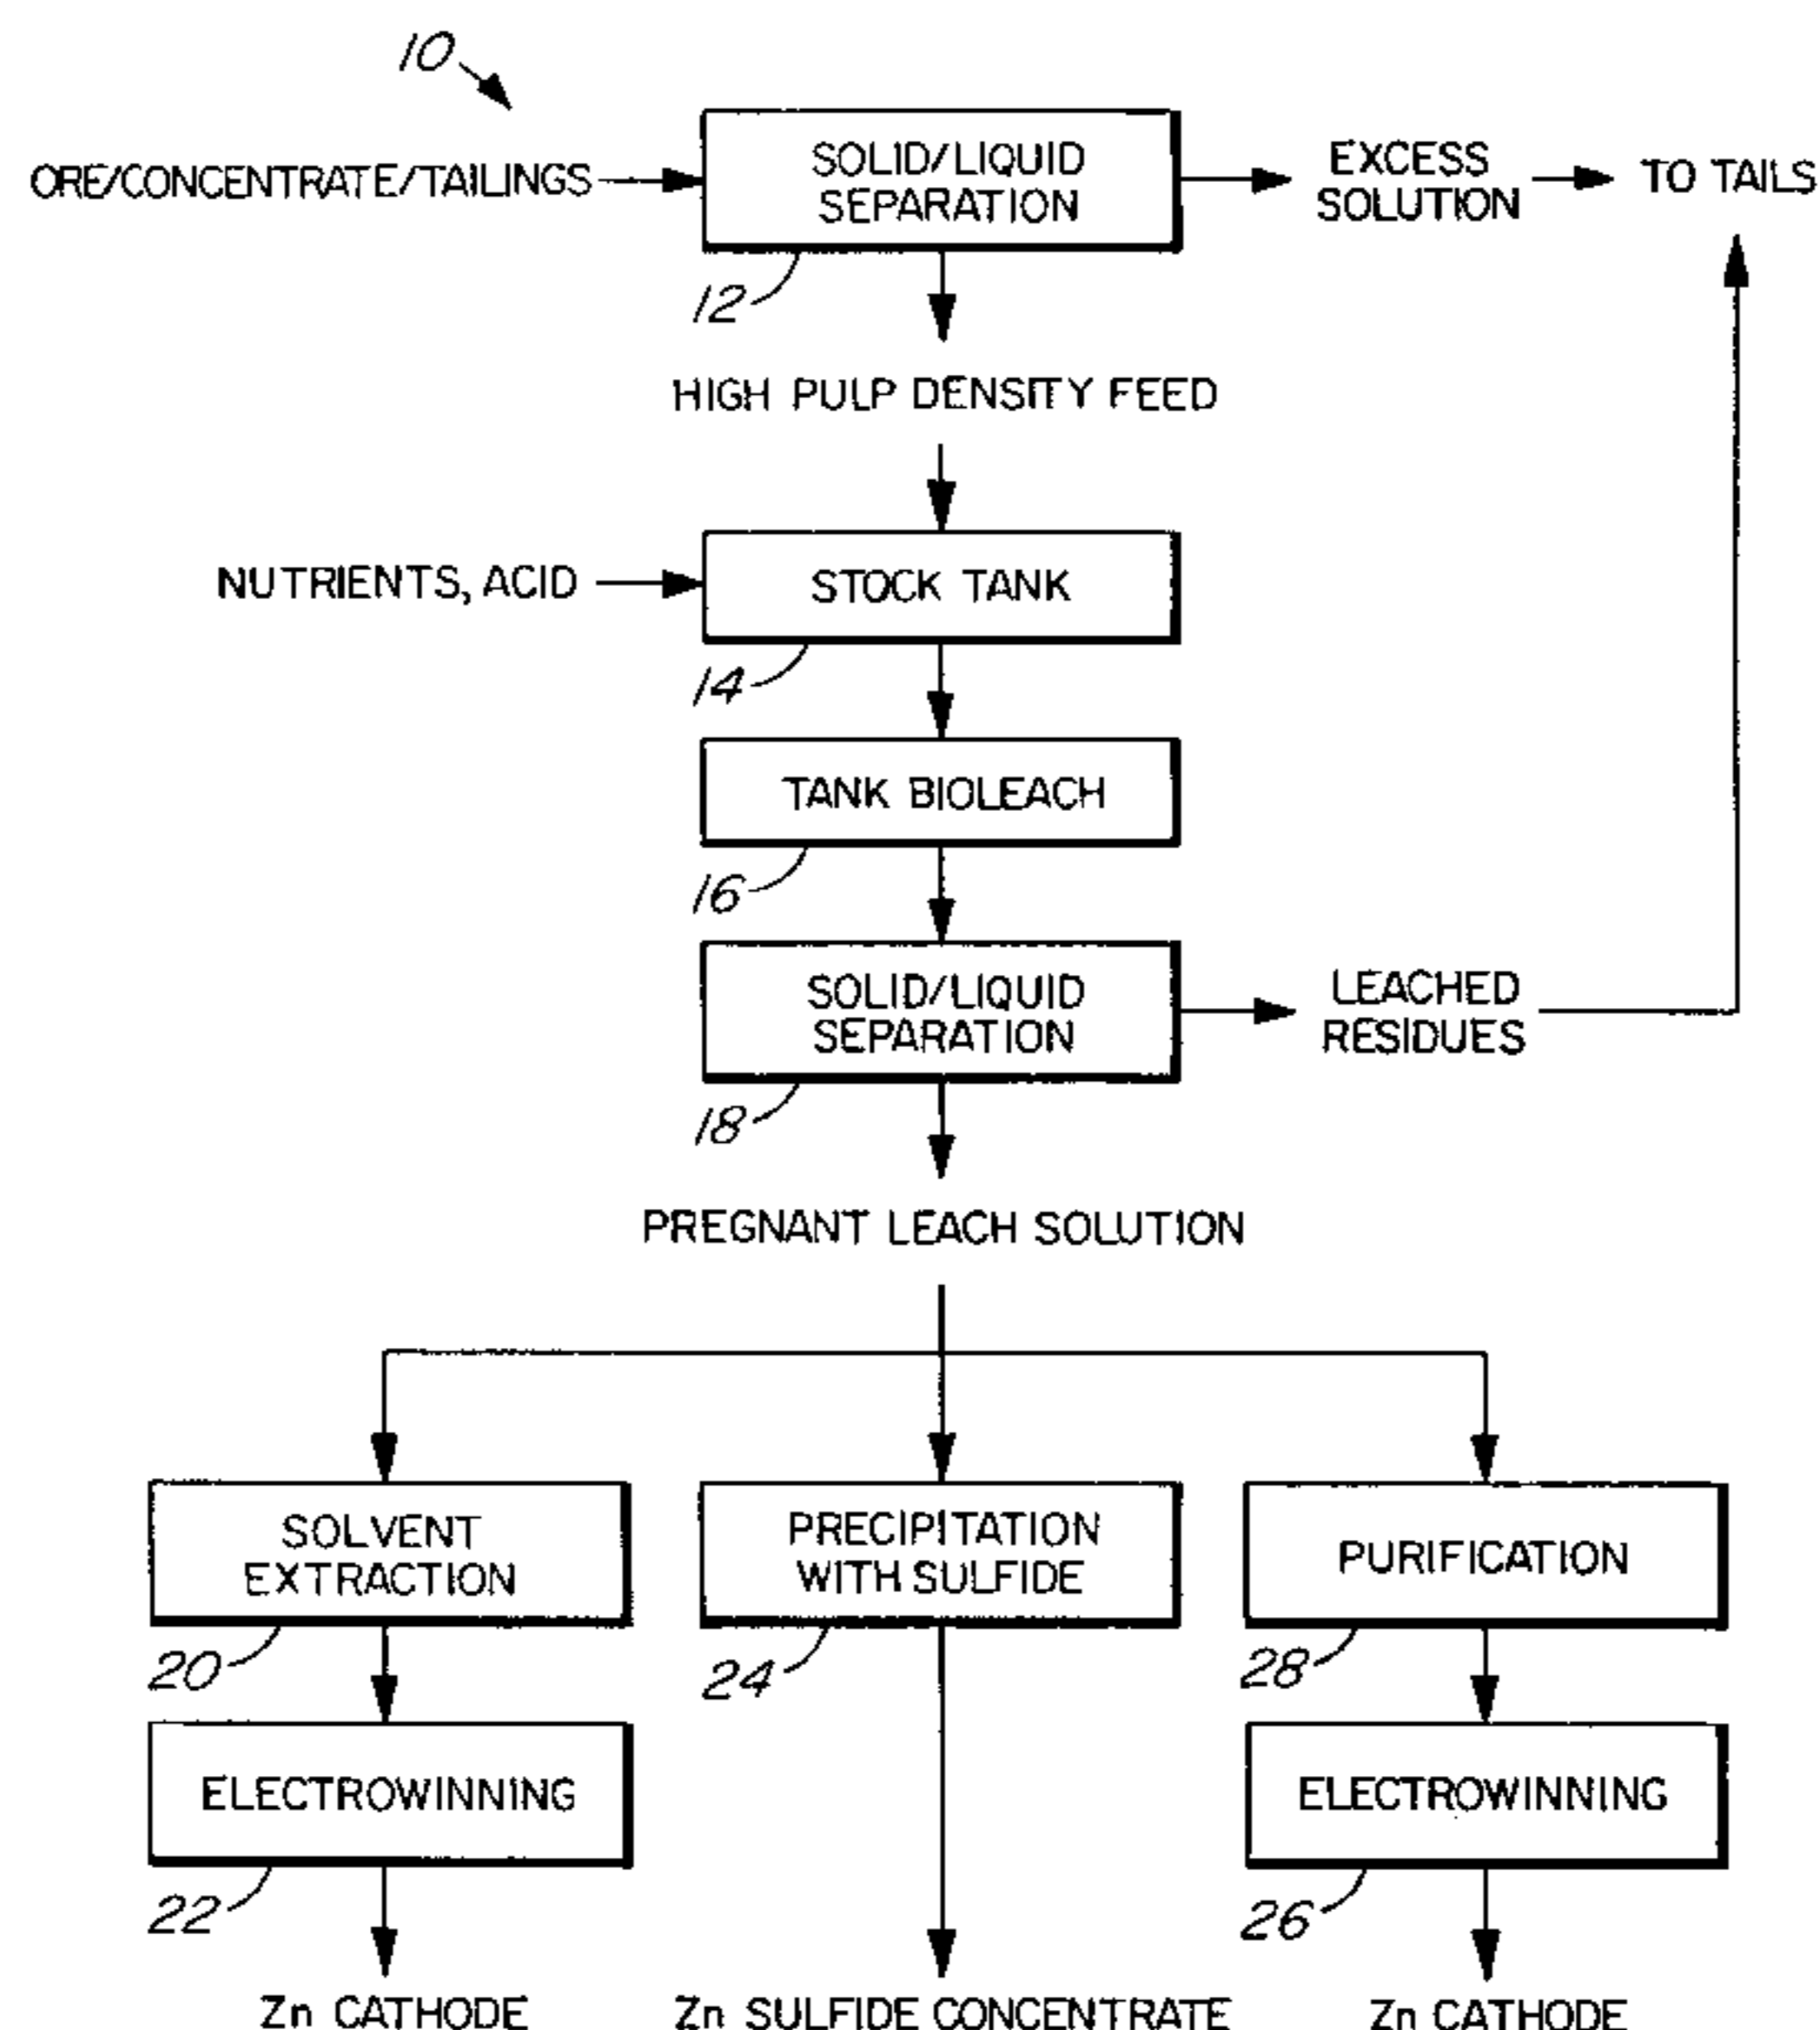 10
ORE/CONCENTRATE/TAILINGS
SOLID/LIQUID
SEPARATION
EXCESS
SOLUTION
TO TAILS
12
HIGH PULP DENSITY FEED
NUTRIENTS, ACID
STOCK TANK
14
TANK BIOLEACH
16
SOLID/LIQUID
SEPARATION
LEACHED
RESIDUES
18
PREGNANT LEACH SOLUTION
SOLVENT
EXTRACTION
PRECIPITATION
WITH SULFIDE
PURIFICATION
20
24
28
ELECTROWINNING
ELECTROWINNING
22
26
Zn CATHODE
Zn SULFIDE CONCENTRATE
Zn CATHODE